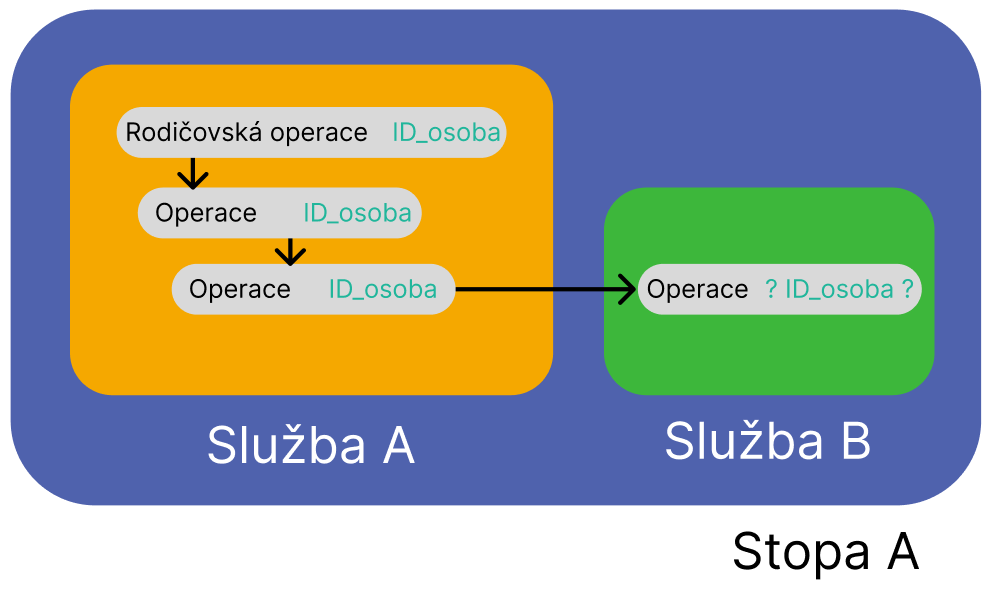 Rodičovská operace ID_osoba
Operace ID_osoba
Operace ID_osoba
Operace ? ID_osoba ?
Služba A
Služba B
Stopa A